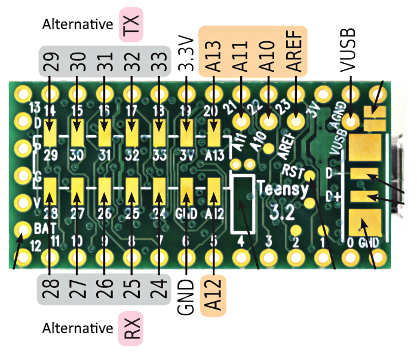 Alternative TX
29 30 31 32 33 3.3V A13 A11 A10 AREF VUSB
13 14 15 16 17 18 19 20 21 22 23 3V AGND
D
P
29 30 31 32 33 3V A13 A11 A10 AREF VUSB
RST D-
G
V
28 27 26 25 24 GND A12 Teensy D+
3.2
BAT
12 11 10 9 8 7 6 5 4 3 2 0 GND
28 27 26 25 24 GND A12
Alternative RX